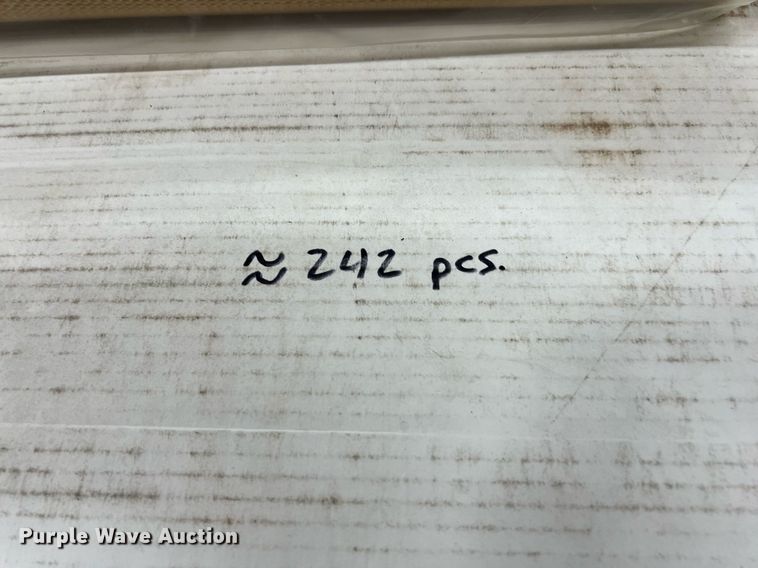 ≈ 242 pcs.
Purple Wave Auction